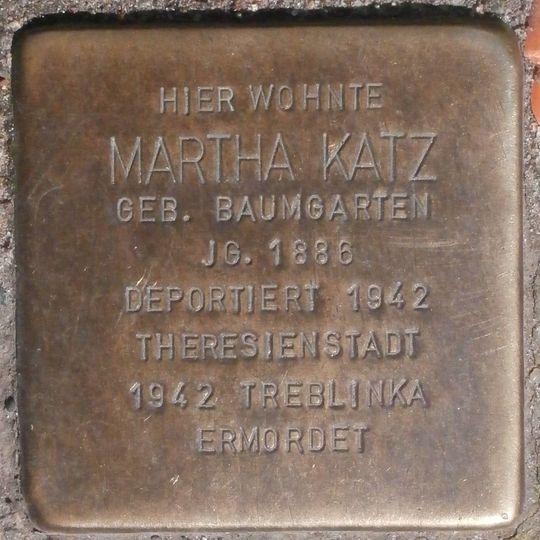 HIER WOHNTE
MARTHA KATZ
GEB. BAUMGARTEN
JG. 1886
DEPORTIERT 1942
THERESIENSTADT
1942 TREBLINKA
ERMORDET